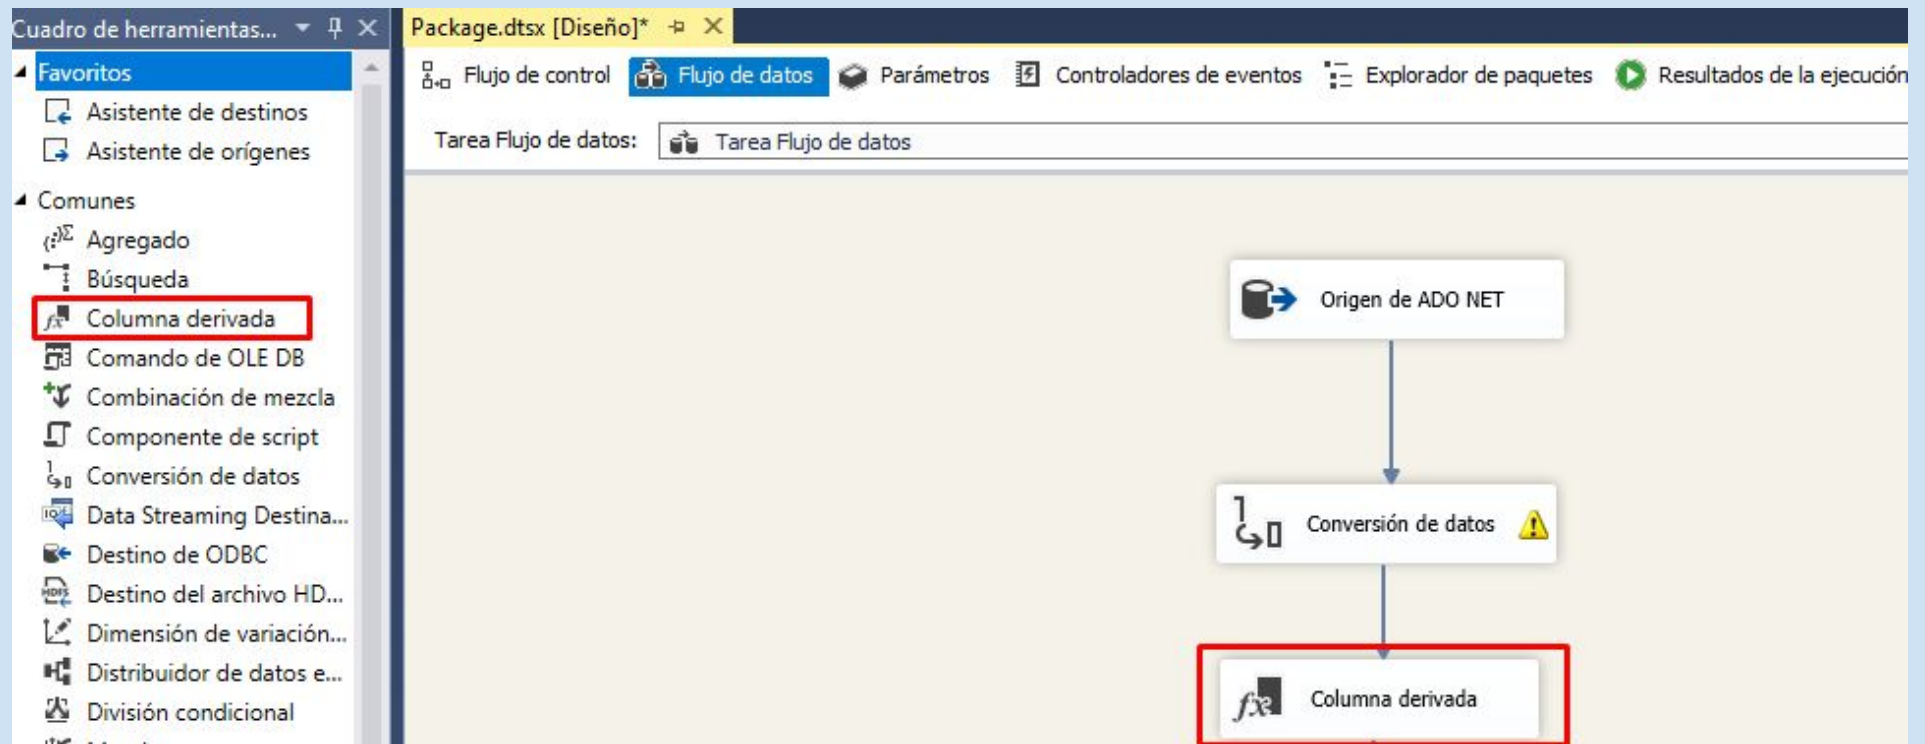 Cuadro de herramientas...
Favoritos
Asistente de destinos
Asistente de orígenes
Comunes
Agregado
Búsqueda
Columna derivada
Comando de OLE DB
Combinación de mezcla
Componente de script
Conversión de datos
Data Streaming Destina...
Destino de ODBC
Destino del archivo HD...
Dimensión de variación...
Distribuidor de datos e...
División condicional
Package.dtsx [Diseño]*
Flujo de control Flujo de datos Parámetros Controladores de eventos Explorador de paquetes Resultados de la ejecución
Tarea Flujo de datos: Tarea Flujo de datos
Origen de ADO NET
Conversión de datos
Columna derivada